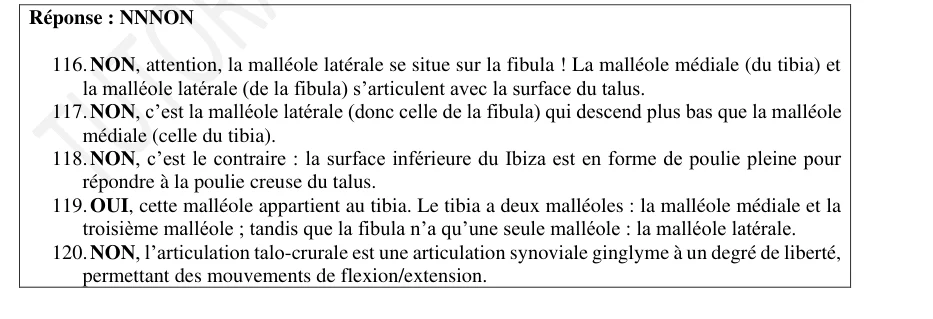 Réponse : NNNON
116. NON, attention, la malléole latérale se situe sur la fibula ! La malléole médiale (du tibia) et
la malléole latérale (de la fibula) s’articulent avec la surface du talus.
117. NON, c’est la malléole latérale (donc celle de la fibula) qui descend plus bas que la malléole
médiale (celle du tibia).
118. NON, c’est le contraire : la surface inférieure du Ibiza est en forme de poulie pleine pour
répondre à la poulie creuse du talus.
119. OUI, cette malléole appartient au tibia. Le tibia a deux malléoles : la malléole médiale et la
troisième malléole ; tandis que la fibula n’a qu’une seule malléole : la malléole latérale.
120. NON, l’articulation talo-crurale est une articulation synoviale ginglyme à un degré de liberté,
permettant des mouvements de flexion/extension.